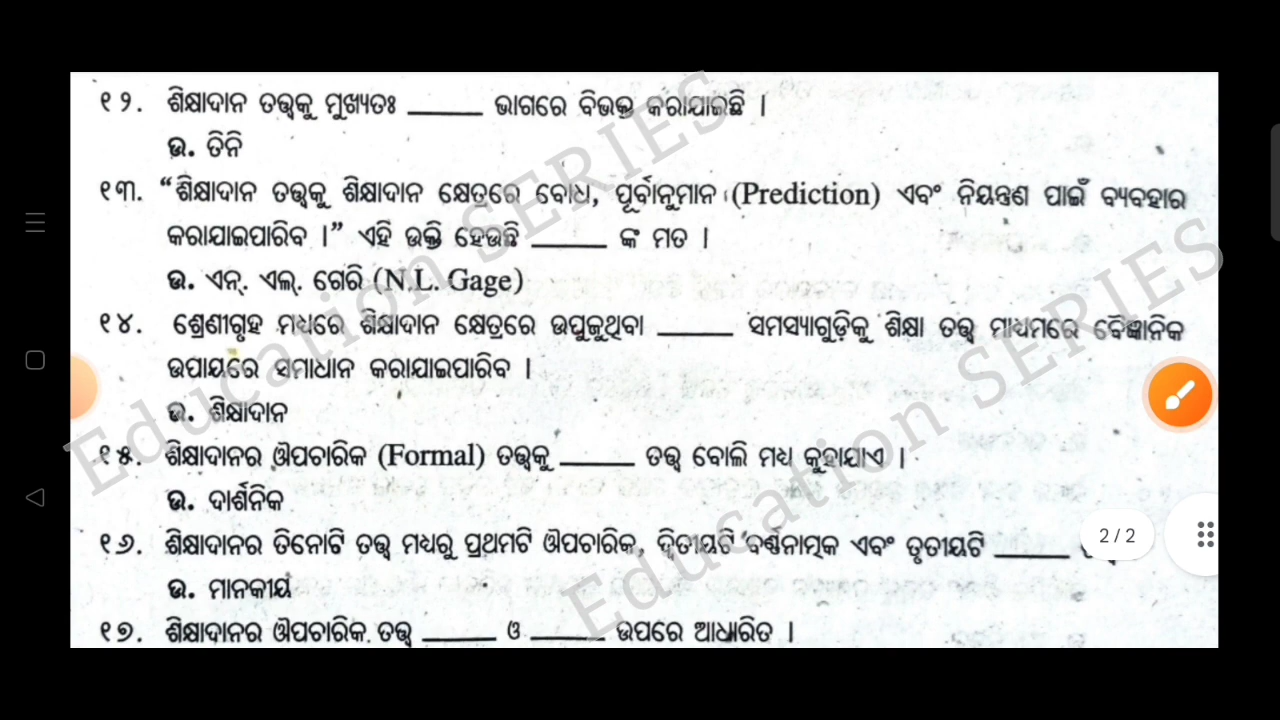 ୧୨. ଶିକ୍ଷାଦାନ ତତ୍ତ୍ୱକୁ ମୁଖ୍ୟତଃ ______ ଭାଗରେ ବିଭକ୍ତ କରାଯାଇଛି ।
ଉ. ତିନି
୧୩. “ଶିକ୍ଷାଦାନ ତତ୍ତ୍ୱକୁ ଶିକ୍ଷାଦାନ କ୍ଷେତ୍ରରେ ବୋଧ, ପୂର୍ବାନୁମାନ (Prediction) ଏବଂ ନିୟନ୍ତ୍ରଣ ପାଇଁ ବ୍ୟବହାର
କରାଯାଇପାରିବ ।” ଏହି ଉକ୍ତି ହେଉଛି ______ ଙ୍କ ମତ ।
ଉ. ଏନ୍. ଏଲ୍. ଗେରି (N.L. Gage)
୧୪. ଶ୍ରେଣୀଗୃହ ମଧ୍ୟରେ ଶିକ୍ଷାଦାନ କ୍ଷେତ୍ରରେ ଉପୁଜୁଥିବା ______ ସମସ୍ୟାଗୁଡ଼ିକୁ ଶିକ୍ଷା ତତ୍ତ୍ୱ ମାଧ୍ୟମରେ ବୈଜ୍ଞାନିକ
ଉପାୟରେ ସମାଧାନ କରାଯାଇପାରିବ ।
ଉ. ଶିକ୍ଷାଦାନ
୧୫. ଶିକ୍ଷାଦାନର ଔପଚାରିକ (Formal) ତତ୍ତ୍ୱକୁ ______ ତତ୍ତ୍ୱ ବୋଲି ମଧ୍ୟ କୁହାଯାଏ ।
ଉ. ଦାର୍ଶନିକ
୧୬. ଶିକ୍ଷାଦାନର ତିନୋଟି ତତ୍ତ୍ୱ ମଧ୍ୟରୁ ପ୍ରଥମଟି ଔପଚାରିକ, ଦ୍ୱିତୀୟଟି ବର୍ଣ୍ଣନାତ୍ମକ ଏବଂ ତୃତୀୟଟି ______
2/2
ଉ. ମାନକୀୟ
୧୭. ଶିକ୍ଷାଦାନର ଔପଚାରିକ ତତ୍ତ୍ୱ ______ ଓ ______ ଉପରେ ଆଧାରିତ ।
Education SERIES
Education SERIES